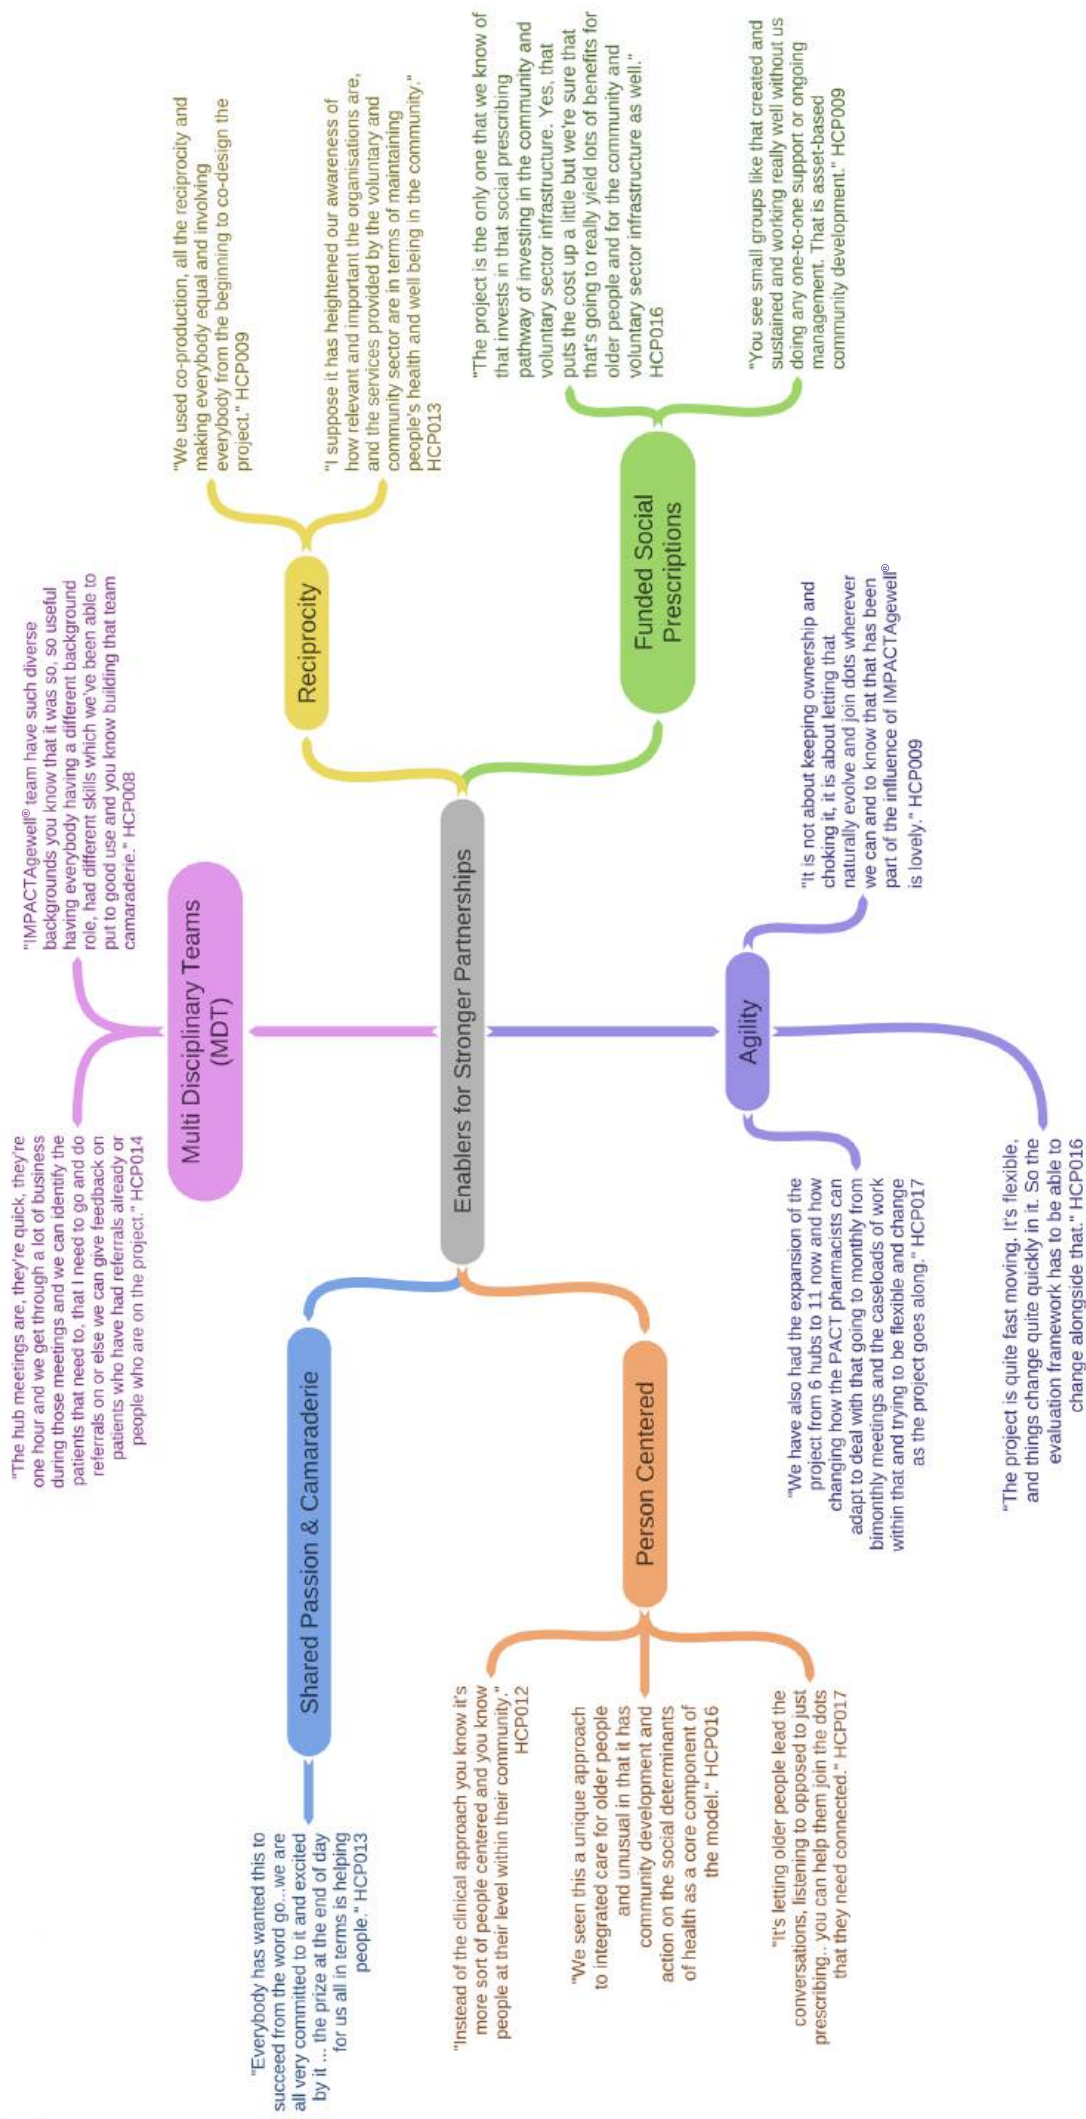 "The hub meetings are, they're quick, they're
one hour and we get through a lot of business
during those meetings and we can identify the
patients that need to, that I need to go and do
referrals on or else we can give feedback on
patients who have had referrals already or
people who are on the project." HCP014
"IMPACTAgewell® team have such diverse
backgrounds you know that it was so, so useful
having everybody having a different background
role, had different skills which we've been able to
put to good use and you know building that team
camaraderie." HCP008
Multi Disciplinary Teams
(MDT)
"Everybody has wanted this to
succeed from the word go...we are
all very committed to it and excited
by it ... the prize at the end of day
for us all in terms is helping
people." HCP013
Shared Passion & Camaraderie
Reciprocity
"We used co-production, all the reciprocity and
making everybody equal and involving
everybody from the beginning to co-design the
project." HCP009
"I suppose it has heightened our awareness of
how relevant and important the organisations are,
and the services provided by the voluntary and
community sector are in terms of maintaining
people's health and well being in the community."
HCP013
Enablers for Stronger Partnerships
"Instead of the clinical approach you know it's
more sort of people centered and you know
people at their level within their community."
HCP012
"We seen this a unique approach
to integrated care for older people
and unusual in that it has
community development and
action on the social determinants
of health as a core component of
the model." HCP016
"It's letting older people lead the
conversations, listening to opposed to just
prescribing.. you can help them join the dots
that they need connected." HCP017
Person Centered
Funded Social
Prescriptions
"The project is the only one that we know of
that invests in that social prescribing
pathway of investing in the community and
voluntary sector infrastructure. Yes, that
puts the cost up a little but we're sure that
that's going to really yield lots of benefits for
older people and for the community and
voluntary sector infrastructure as well."
HCP016
"You see small groups like that created and
sustained and working really well without us
doing any one-to-one support or ongoing
management. That is asset-based
community development." HCP009
Agility
"We have also had the expansion of the
project from 6 hubs to 11 now and how
changing how the PACT pharmacists can
adapt to deal with that going to monthly from
bimonthly meetings and the caseloads of work
within that and trying to be flexible and change
as the project goes along." HCP017
"It is not about keeping ownership and
choking it, it is about letting that
naturally evolve and join dots wherever
we can and to know that that has been
part of the influence of IMPACTAgewell®
is lovely." HCP009
"The project is quite fast moving. It's flexible,
and things change quite quickly in it. So the
evaluation framework has to be able to
change alongside that." HCP016